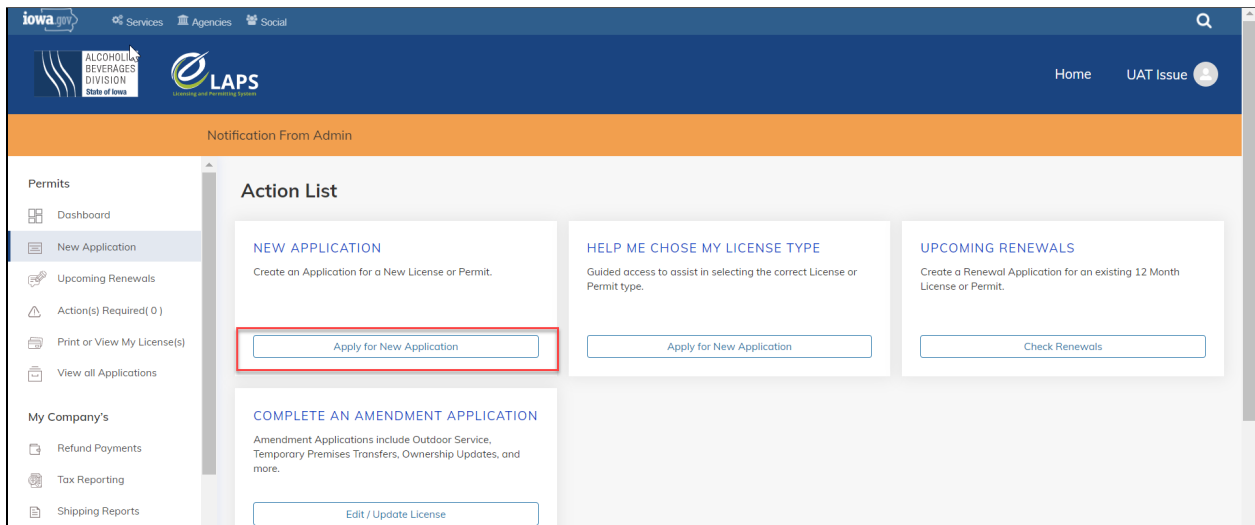 iowa.gov Services Agencies Social
ALCOHOLIC
BEVERAGES
DIVISION
State of Iowa
eLAPS
Licensing and Permitting System
Home UAT Issue
Notification From Admin
Permits
Dashboard
New Application
Upcoming Renewals
Action(s) Required( 0 )
Print or View My License(s)
View all Applications
My Company's
Refund Payments
Tax Reporting
Shipping Reports
Action List
NEW APPLICATION
Create an Application for a New License or Permit.
Apply for New Application
HELP ME CHOSE MY LICENSE TYPE
Guided access to assist in selecting the correct License or
Permit type.
Apply for New Application
UPCOMING RENEWALS
Create a Renewal Application for an existing 12 Month
License or Permit.
Check Renewals
COMPLETE AN AMENDMENT APPLICATION
Amendment Applications include Outdoor Service,
Temporary Premises Transfers, Ownership Updates, and
more.
Edit / Update License